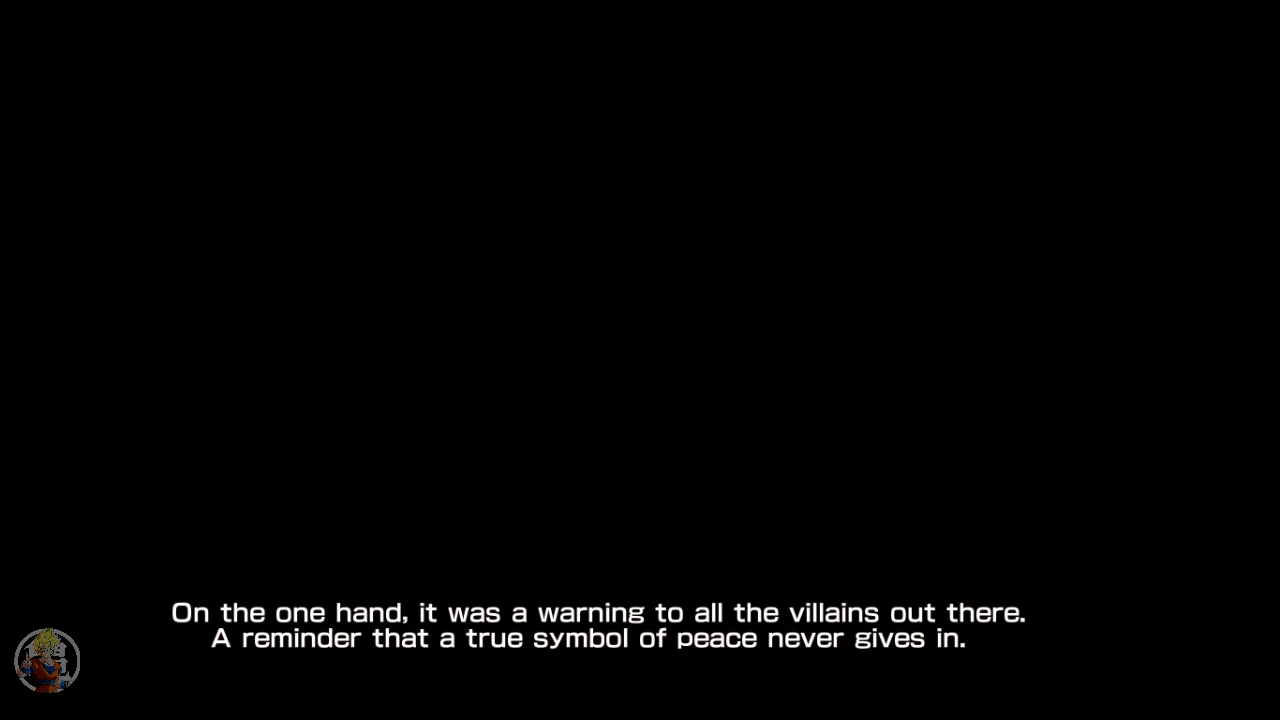 On the one hand, it was a warning to all the villains out there.
A reminder that a true symbol of peace never gives in.